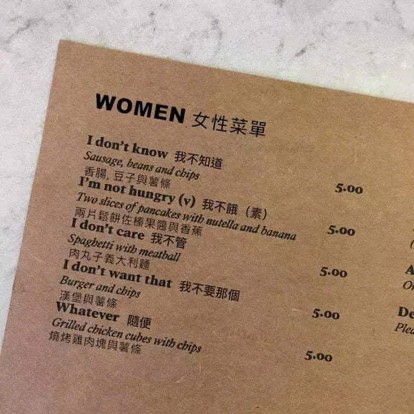 WOMEN 女性菜單
I don't know 我不知道
Sausage, beans and chips
香腸, 豆子與薯條 5.00
I'm not hungry (v) 我不餓（素）
Two slices of pancakes with nutella and banana
兩片鬆餅佐榛果醬與香蕉 5.00
I don't care 我不管
Spaghetti with meatball
肉丸子義大利麵 5.00
I don't want that 我不要那個
Burger and chips
漢堡與薯條 5.00
Whatever 隨便
Grilled chicken cubes with chips
燒烤雞肉塊與薯條 5.00